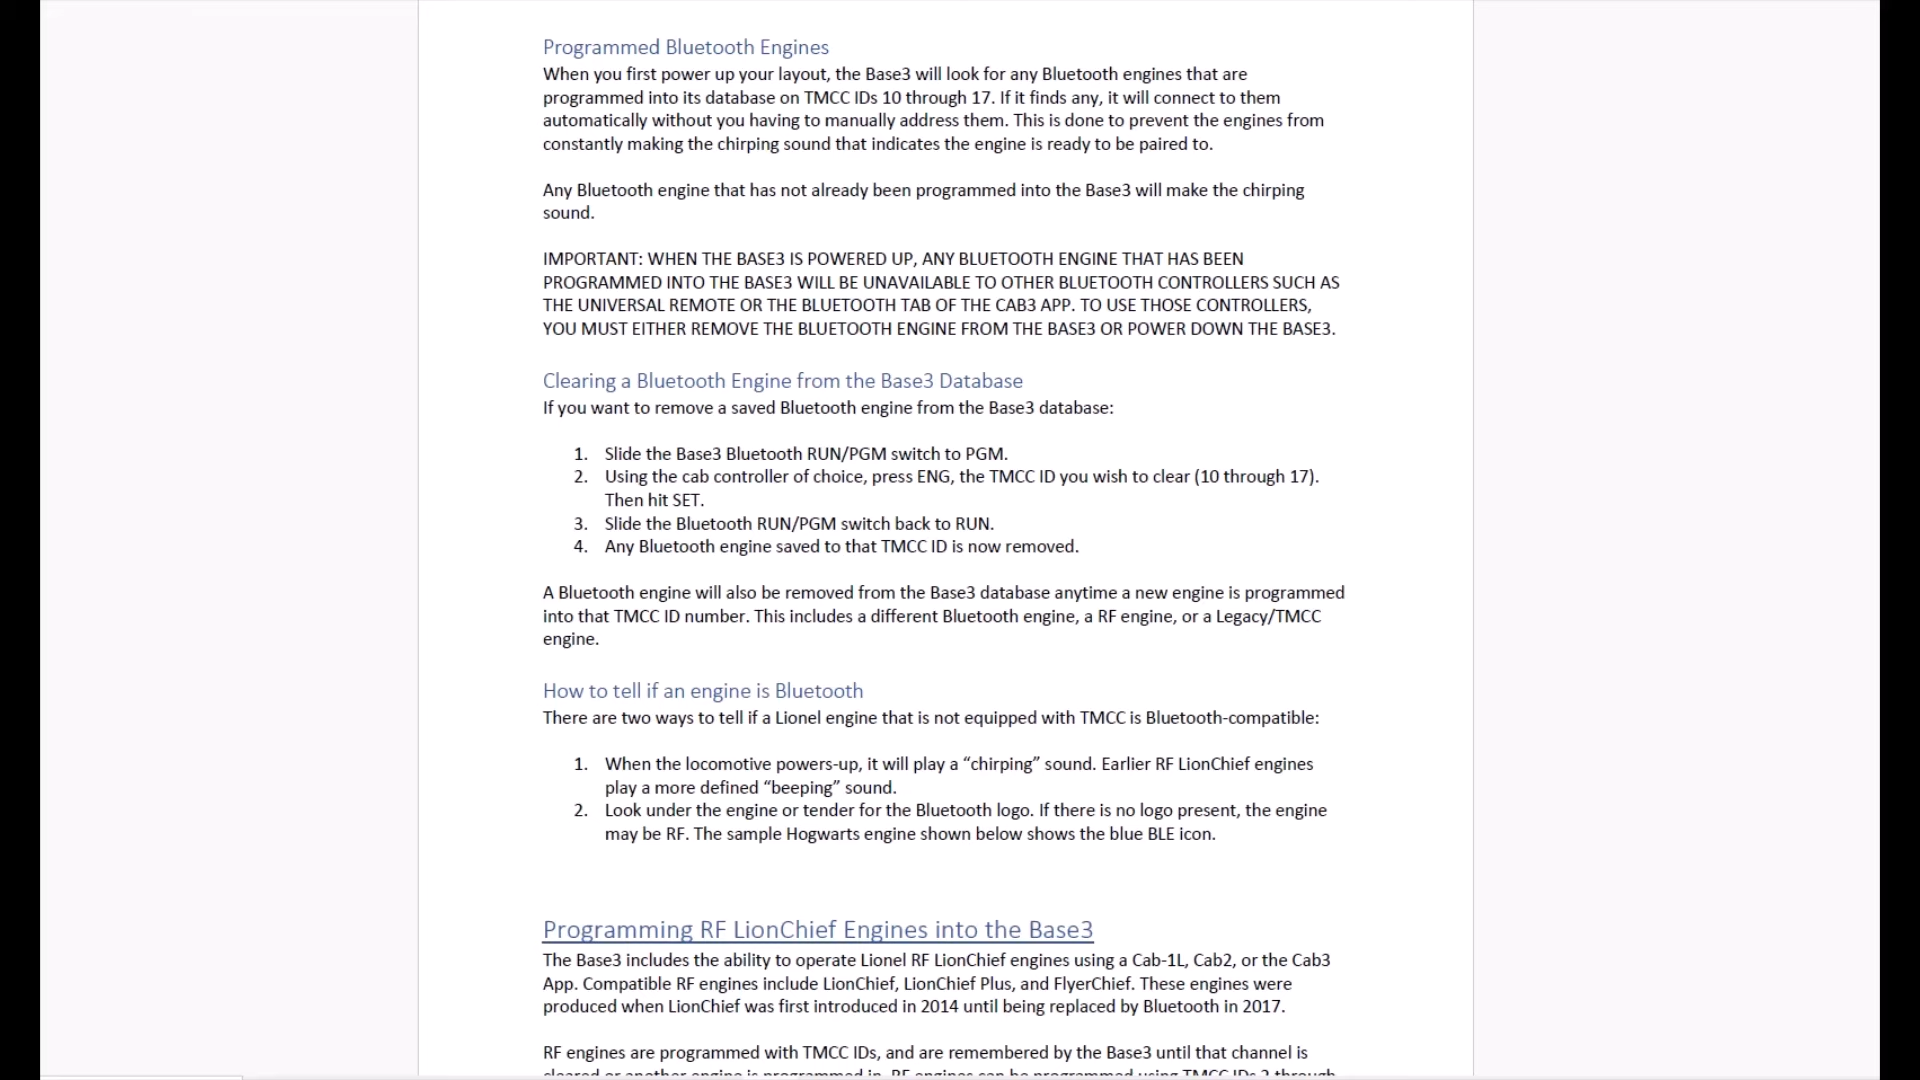 Programmed Bluetooth Engines
When you first power up your layout, the Base3 will look for any Bluetooth engines that are
programmed into its database on TMCC IDs 10 through 17. If it finds any, it will connect to them
automatically without you having to manually address them. This is done to prevent the engines from
constantly making the chirping sound that indicates the engine is ready to be paired to.
Any Bluetooth engine that has not already been programmed into the Base3 will make the chirping
sound.
IMPORTANT: WHEN THE BASE3 IS POWERED UP, ANY BLUETOOTH ENGINE THAT HAS BEEN
PROGRAMMED INTO THE BASE3 WILL BE UNAVAILABLE TO OTHER BLUETOOTH CONTROLLERS SUCH AS
THE UNIVERSAL REMOTE OR THE BLUETOOTH TAB OF THE CAB3 APP. TO USE THOSE CONTROLLERS,
YOU MUST EITHER REMOVE THE BLUETOOTH ENGINE FROM THE BASE3 OR POWER DOWN THE BASE3.
Clearing a Bluetooth Engine from the Base3 Database
If you want to remove a saved Bluetooth engine from the Base3 database:
1. Slide the Base3 Bluetooth RUN/PGM switch to PGM.
2. Using the cab controller of choice, press ENG, the TMCC ID you wish to clear (10 through 17).
Then hit SET.
3. Slide the Bluetooth RUN/PGM switch back to RUN.
4. Any Bluetooth engine saved to that TMCC ID is now removed.
A Bluetooth engine will also be removed from the Base3 database anytime a new engine is programmed
into that TMCC ID number. This includes a different Bluetooth engine, a RF engine, or a Legacy/TMCC
engine.
How to tell if an engine is Bluetooth
There are two ways to tell if a Lionel engine that is not equipped with TMCC is Bluetooth-compatible:
1. When the locomotive powers-up, it will play a “chirping” sound. Earlier RF LionChief engines
play a more defined “beeping” sound.
2. Look under the engine or tender for the Bluetooth logo. If there is no logo present, the engine
may be RF. The sample Hogwarts engine shown below shows the blue BLE icon.
Programming RF LionChief Engines into the Base3
The Base3 includes the ability to operate Lionel RF LionChief engines using a Cab-1L, Cab2, or the Cab3
App. Compatible RF engines include LionChief, LionChief Plus, and FlyerChief. These engines were
produced when LionChief was first introduced in 2014 until being replaced by Bluetooth in 2017.
RF engines are programmed with TMCC IDs, and are remembered by the Base3 until that channel is
cleared or another engine is programmed in. RF engines can be programmed using TMCC IDs 2 through